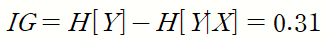 IG = H[Y] − H[Y|X] = 0.31